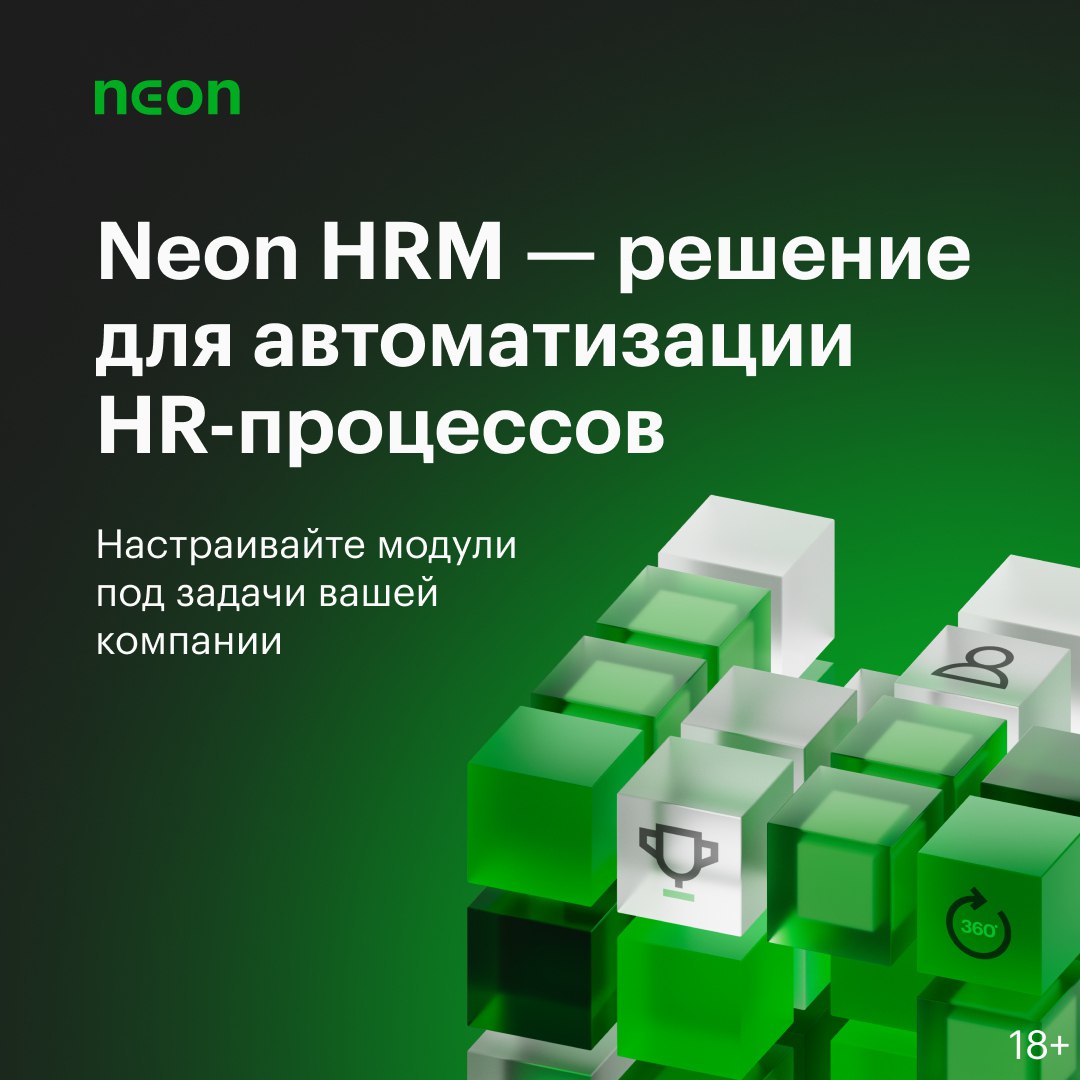 neon
Neon HRM — решение
для автоматизации
HR-процессов
Настраивайте модули
под задачи вашей
компании
360°
18+